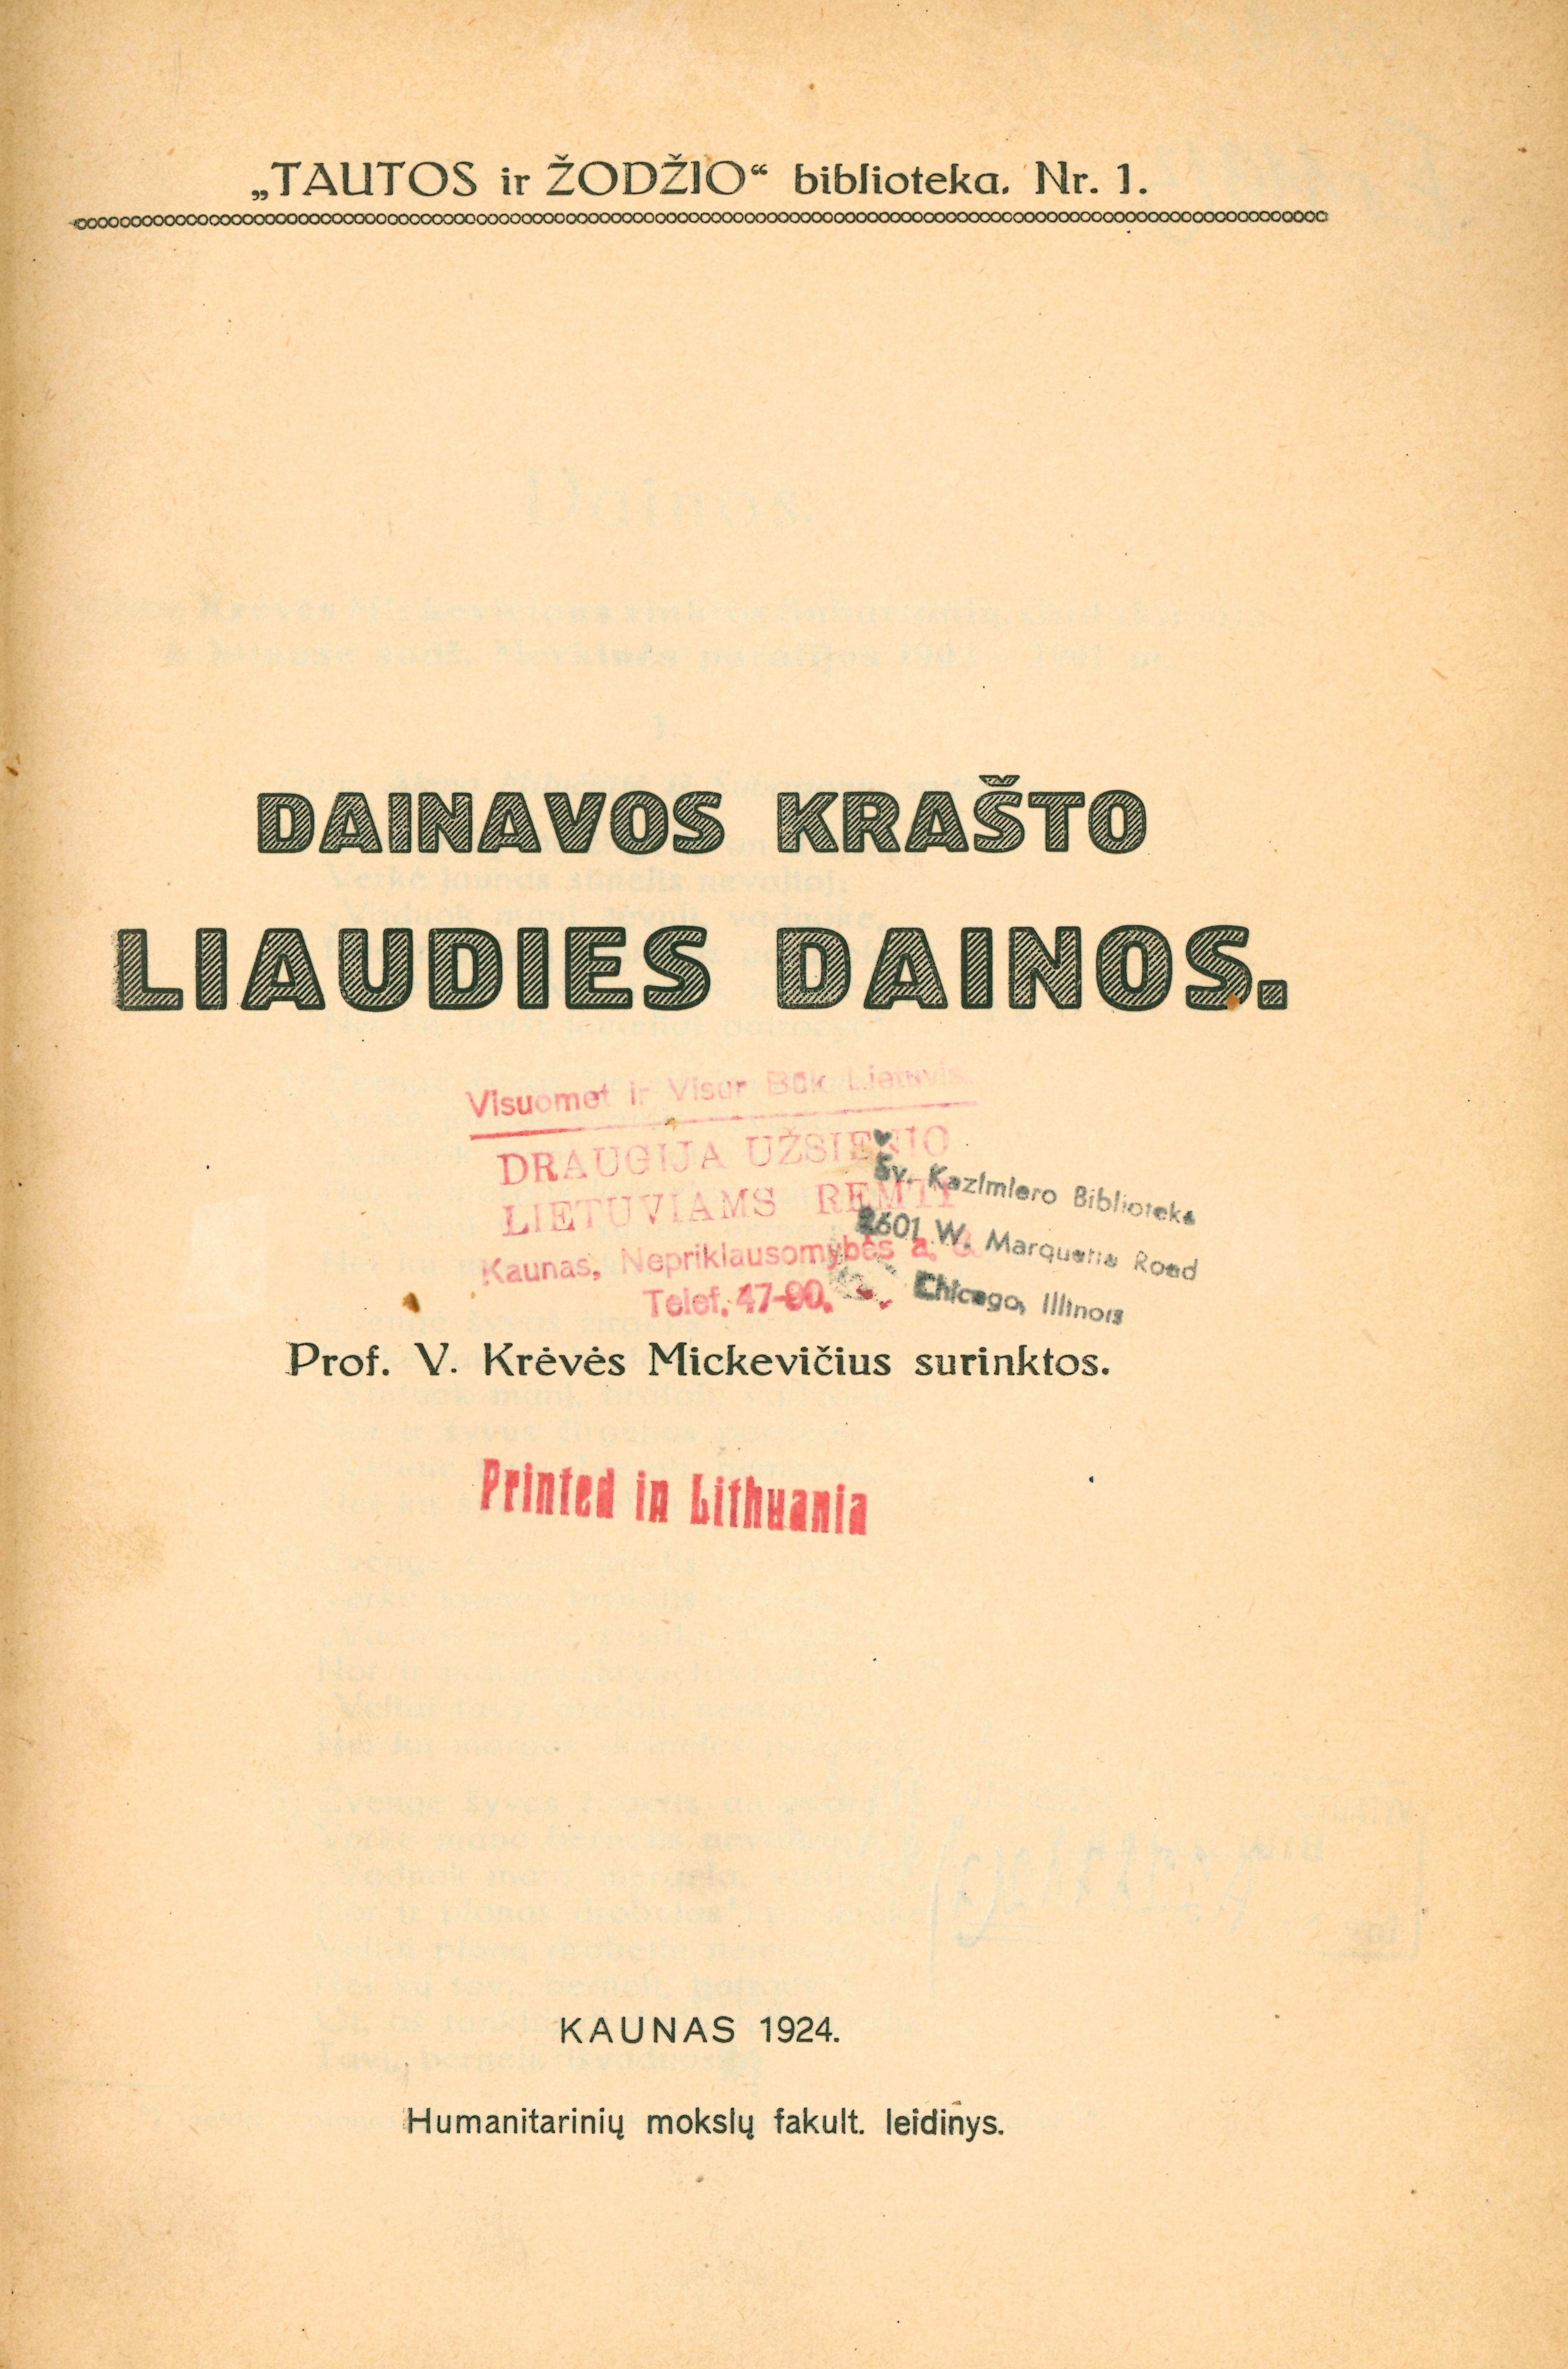 „TAUTOS ir ŽODŽIO“ biblioteka. Nr. 1.
DAINAVOS KRAŠTO
LIAUDIES DAINOS.
Visuomet ir Visur Būk Lietuvis.
DRAUGIJA UŽSIENIO
LIETUVIAMS REMTI
Kaunas, Nepriklausomybės a.
Telef. 47-90.
Šv. Kazimiero Biblioteka
2601 W. Marquette Road
Chicago, Illinois
Prof. V. Krėvės Mickevičius surinktos.
Printed in Lithuania
KAUNAS 1924.
Humanitarinių mokslų fakult. leidinys.